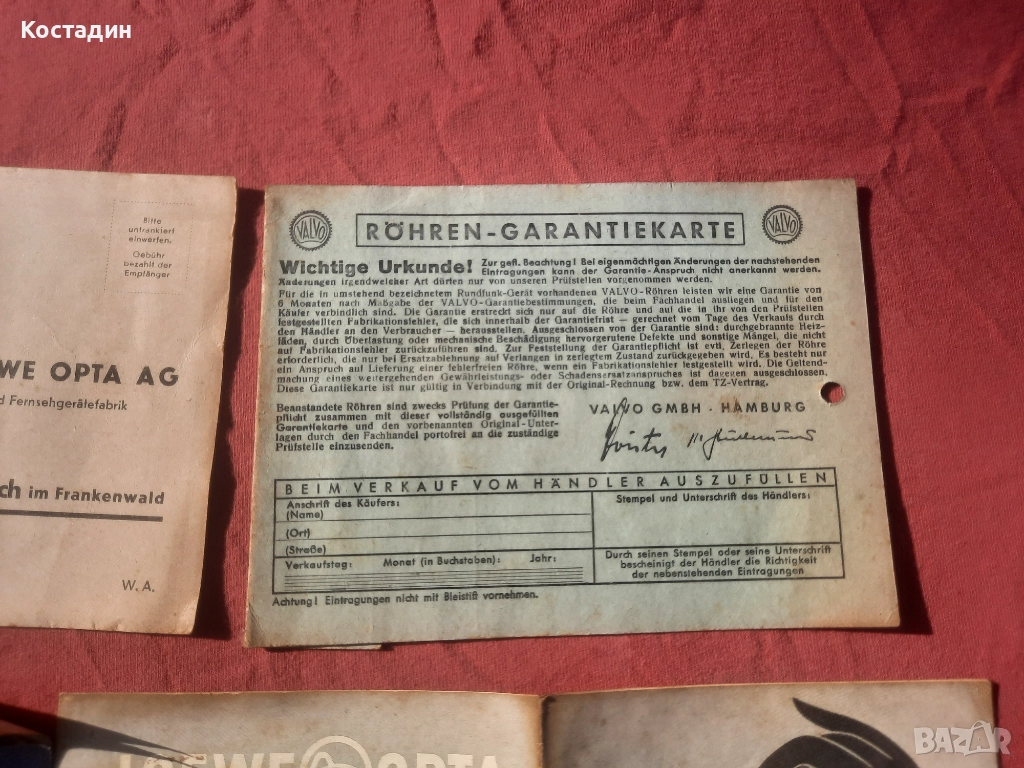 Костадин
Bitte
unfrankiert
einwerfen.
Gebühr
bezahlt der
Empfänger
WE OPTA AG
d Fernsehgerätefabrik
ch im Frankenwald
W. A.
VALVO
RÖHREN-GARANTIEKARTE
VALVO
Wichtige Urkunde! Zur gefl. Beachtung! Bei eigenmächtigen Änderungen der nachstehenden
Eintragungen kann der Garantie-Anspruch nicht anerkannt werden.
Änderungen irgendwelcher Art dürfen nur von unseren Prüfstellen vorgenommen werden.
Für die in umstehend bezeichnetem Rundfunk-Gerät vorhandenen VALVO-Röhren leisten wir eine Garantie von
6 Monaten nach Maßgabe der VALVO-Garantiebestimmungen, die beim Fachhandel ausliegen und für den
Käufer verbindlich sind. Die Garantie erstreckt sich nur auf die Röhre und auf die in ihr von den Prüfstellen
festgestellten Fabrikationsfehler, die sich innerhalb der Garantiefrist — gerechnet vom Tage des Verkaufs durch
den Händler an den Verbraucher — herausstellen. Ausgeschlossen von der Garantie sind: durchgebrannte Heiz-
fäden, durch Überlastung oder mechanische Beschädigung hervorgerufene Defekte und sonstige Mängel, die nicht
auf Fabrikationsfehler zurückzuführen sind. Zur Feststellung der Garantiepflicht ist evtl. Zerlegen der Röhre
erforderlich, die nur bei Ersatzablehnung auf Verlangen in zerlegtem Zustand zurückgegeben wird. Es besteht nur
ein Anspruch auf Lieferung einer fehlerfreien Röhre, wenn ein Fabrikationsfehler festgestellt wird. Die Geltend-
machung eines weitergehenden Gewährleistungs- oder Schadensersatzanspruches ist dagegen ausgeschlossen.
Diese Garantiekarte ist nur gültig in Verbindung mit der Original-Rechnung bzw. dem TZ-Vertrag.
Beanstandete Röhren sind zwecks Prüfung der Garantie-
pflicht zusammen mit dieser vollständig ausgefüllten
Garantiekarte und den vorbenannten Original-Unter-
lagen durch den Fachhandel portofrei an die zuständige
Prüfstelle einzusenden.
VALVO GMBH · HAMBURG
BEIM VERKAUF VOM HÄNDLER AUSZUFÜLLEN
Anschrift des Käufers:
(Name)
(Ort)
(Straße)
Verkaufstag: Monat (in Buchstaben): Jahr:
Stempel und Unterschrift des Händlers:
Durch seinen Stempel oder seine Unterschrift
bescheinigt der Händler die Richtigkeit
der nebenstehenden Eintragungen
Achtung! Eintragungen nicht mit Bleistift vornehmen.
LOEWE OPTA
BAZAR